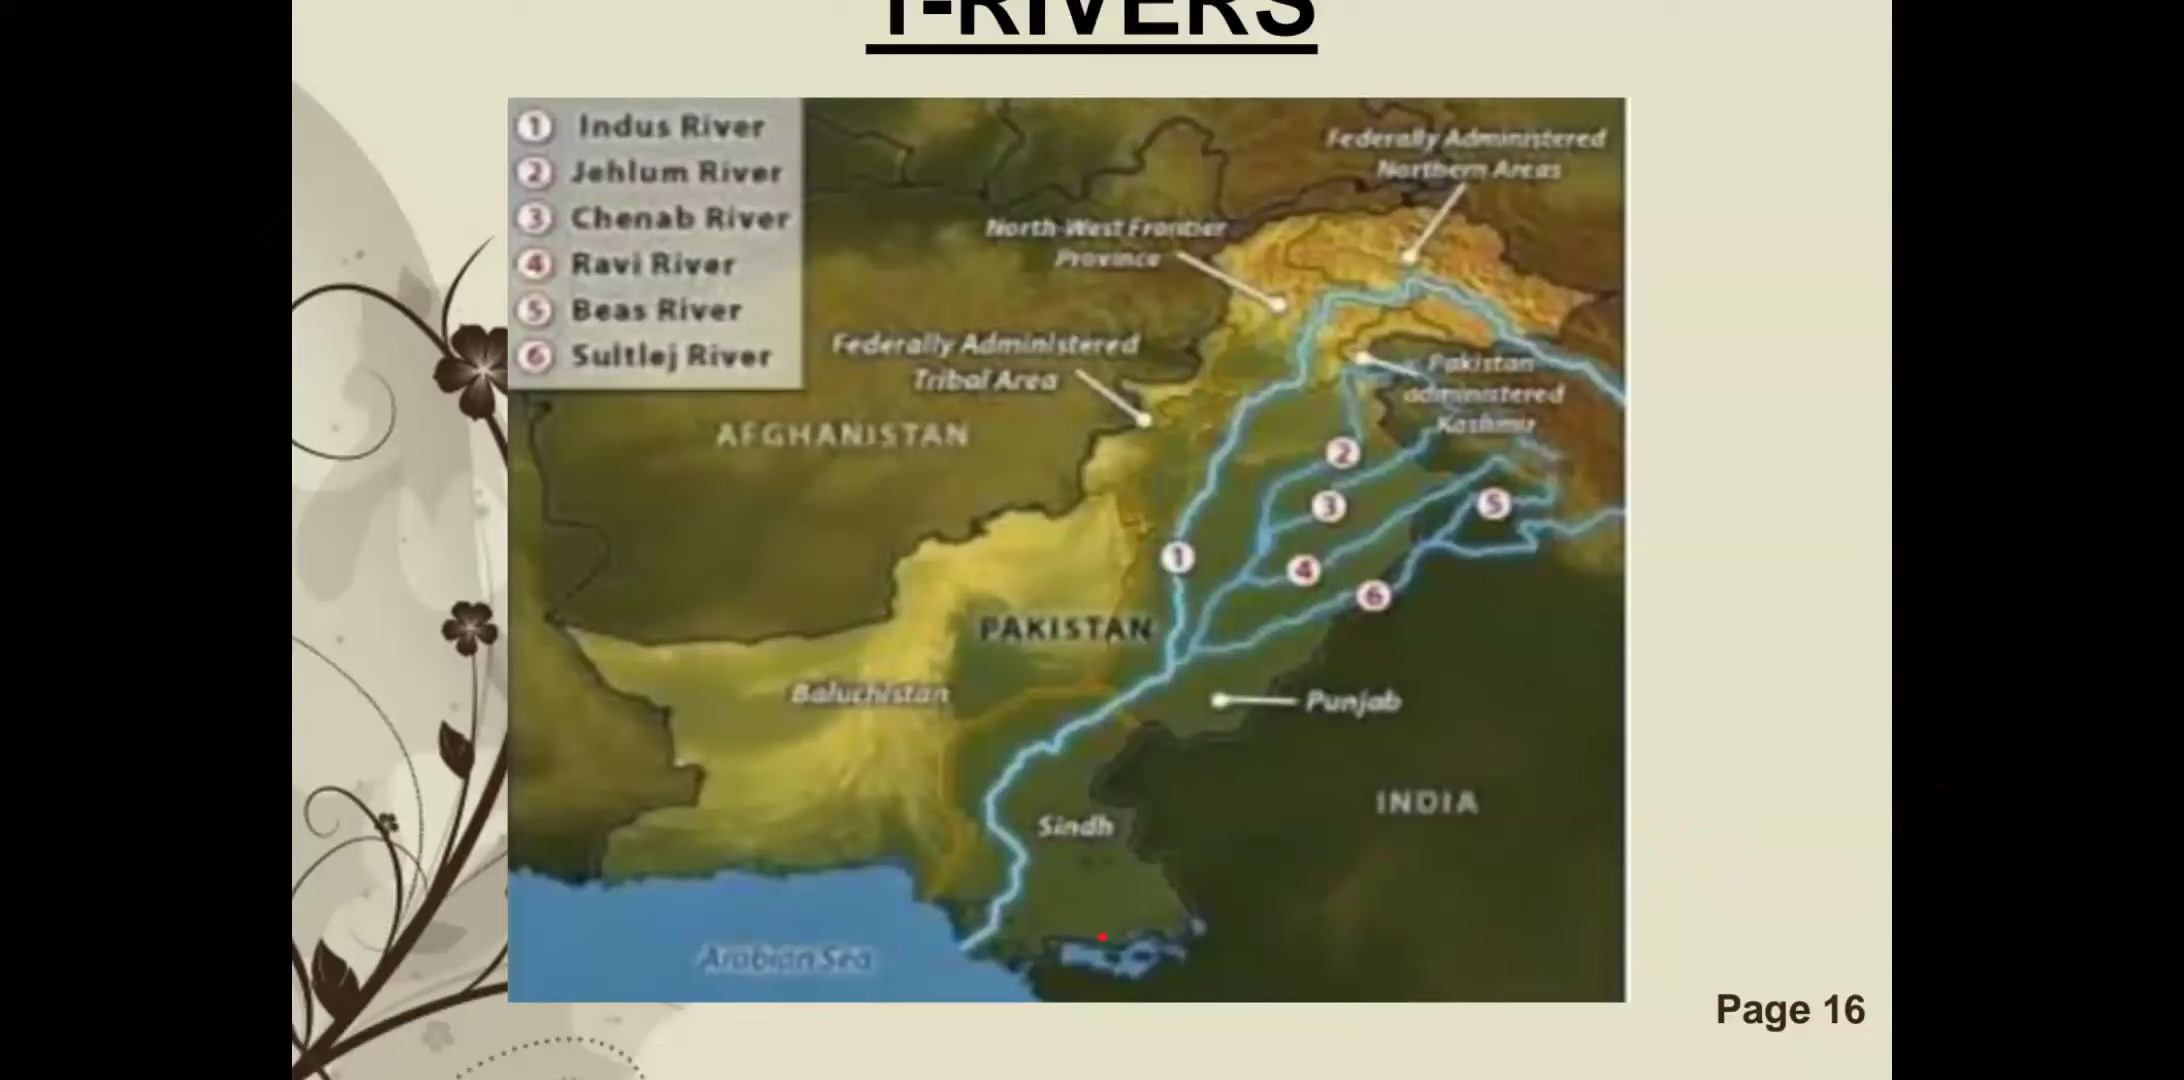 1-RIVERS
1 Indus River
2 Jehlum River
3 Chenab River
4 Ravi River
5 Beas River
6 Sultlej River
Federally Administered
Northern Areas
North-West Frontier
Province
Federally Administered
Tribal Area
Pakistan
administered
Kashmir
AFGHANISTAN
2
3
5
1
4
6
PAKISTAN
Baluchistan
Punjab
INDIA
Sindh
Arabian Sea
Page 16